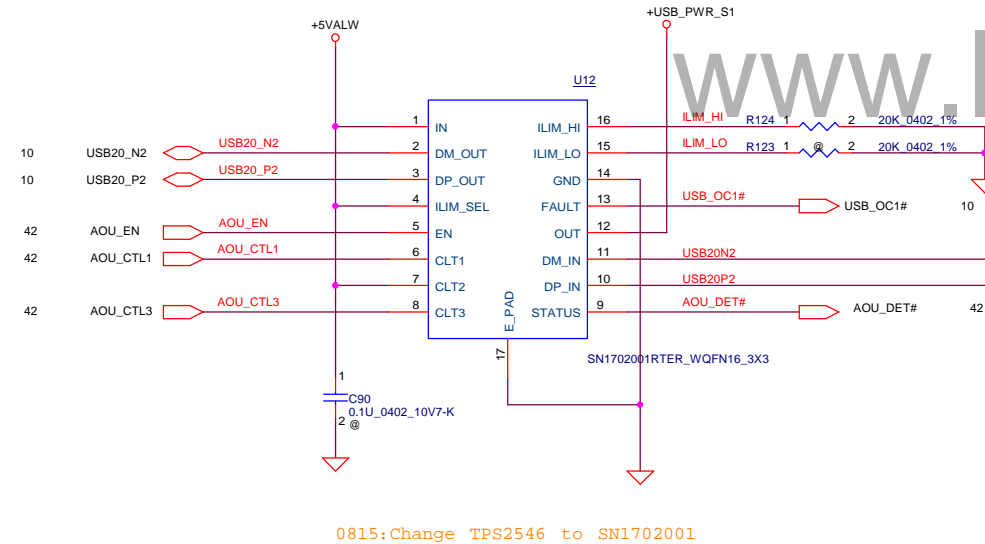 +USB_PWR_S1
+5VALW
www.
U12
1 IN ILIM_HI 16 ILIM_HI R124 1 2 20K_0402_1%
10 USB20_N2 USB20_N2 2 DM_OUT ILIM_LO 15 ILIM_LO R123 1 @ 2 20K_0402_1%
10 USB20_P2 USB20_P2 3 DP_OUT GND 14
4 ILIM_SEL FAULT 13 USB_OC1# USB_OC1# 10
42 AOU_EN AOU_EN 5 EN OUT 12
42 AOU_CTL1 AOU_CTL1 6 CLT1 DM_IN 11 USB20N2
7 CLT2 DP_IN 10 USB20P2
42 AOU_CTL3 AOU_CTL3 8 CLT3 STATUS 9 AOU_DET# AOU_DET# 42
E_PAD
17
SN1702001RTER_WQFN16_3X3
1
C90
0.1U_0402_10V7-K
2 @
0815:Change TPS2546 to SN1702001